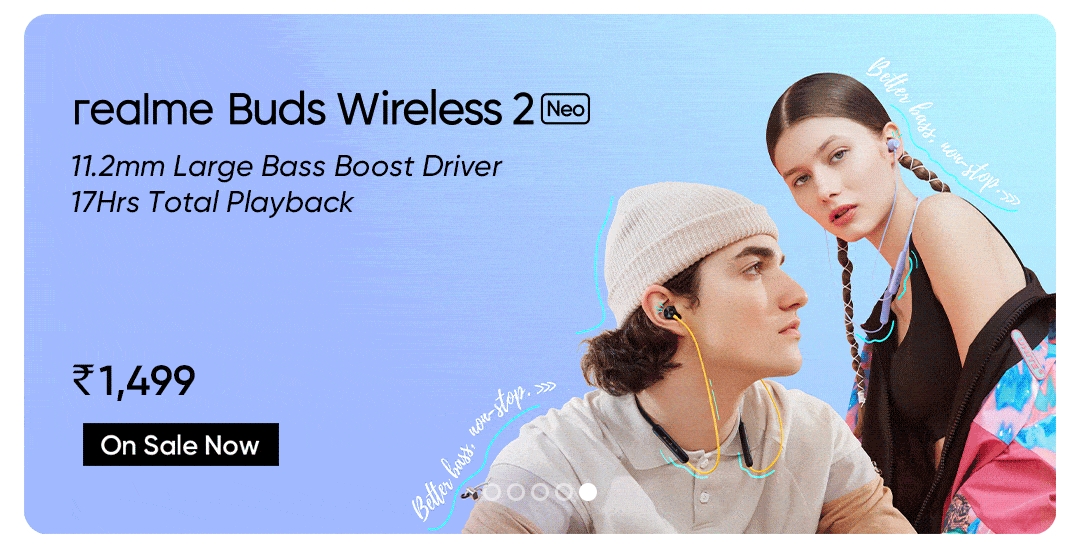 realme Buds Wireless 2 Neo
11.2mm Large Bass Boost Driver
17Hrs Total Playback
₹1,499
On Sale Now
Better bass, non-stop. >>>
Better bass, non-stop. >>>